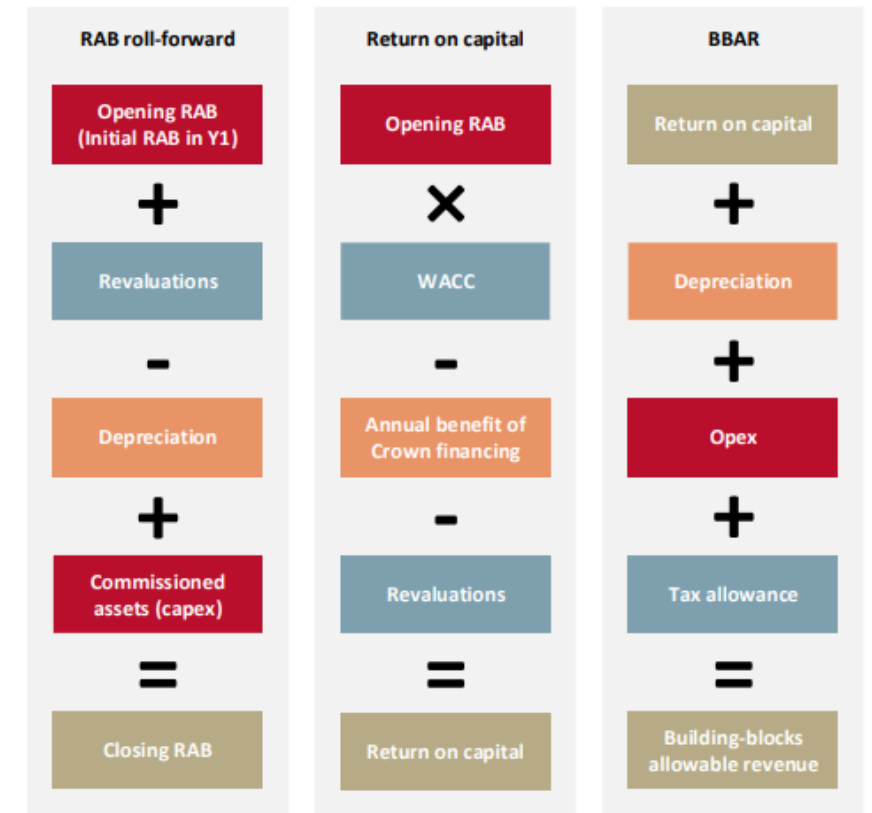 RAB roll-forward
Opening RAB
(Initial RAB in Y1)
+
Revaluations
-
Depreciation
+
Commissioned
assets (capex)
=
Closing RAB
Return on capital
Opening RAB
×
WACC
-
Annual benefit of
Crown financing
-
Revaluations
=
Return on capital
BBAR
Return on capital
+
Depreciation
+
Opex
+
Tax allowance
=
Building-blocks
allowable revenue